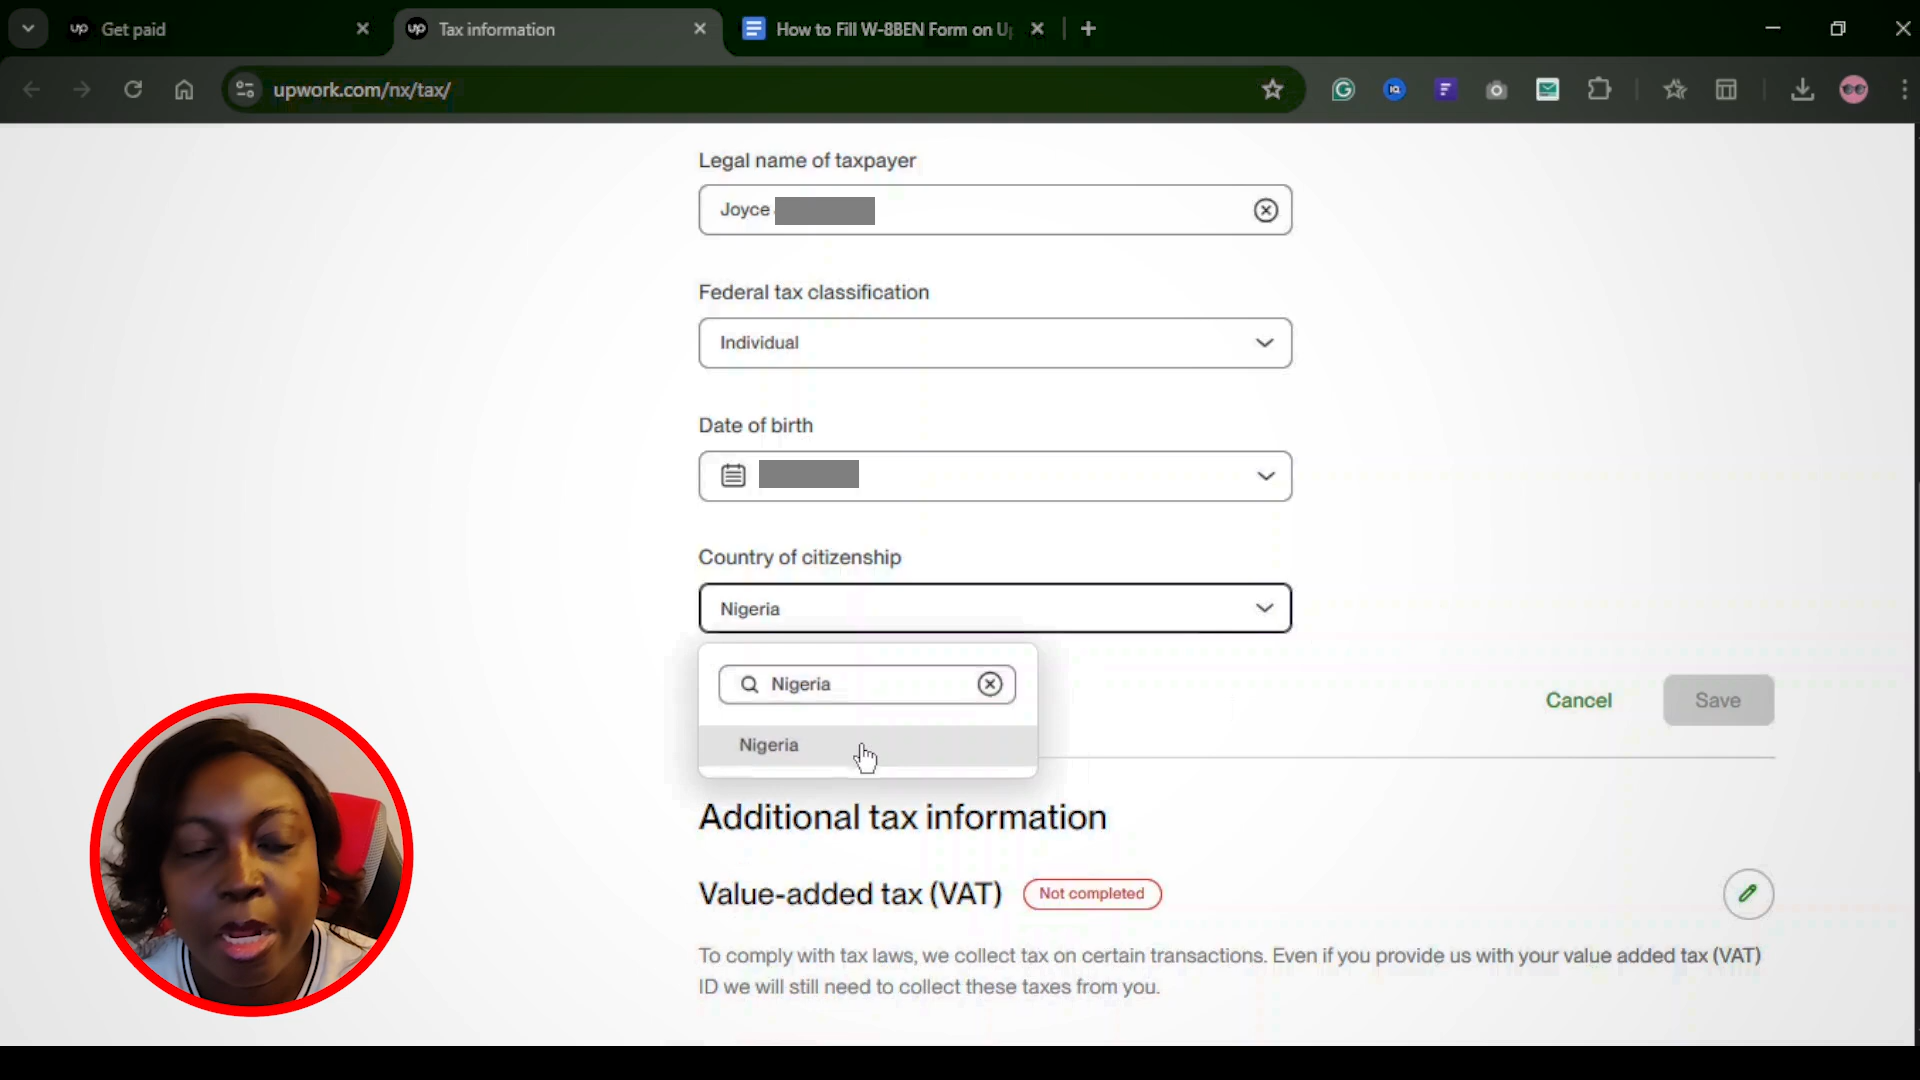 up Get paid
up Tax information
How to Fill W-8BEN Form on Up
upwork.com/nx/tax/
Legal name of taxpayer
Joyce
Federal tax classification
Individual
Date of birth
Country of citizenship
Nigeria
Nigeria
Nigeria
Cancel
Save
Additional tax information
Value-added tax (VAT)
Not completed
To comply with tax laws, we collect tax on certain transactions. Even if you provide us with your value added tax (VAT)
ID we will still need to collect these taxes from you.